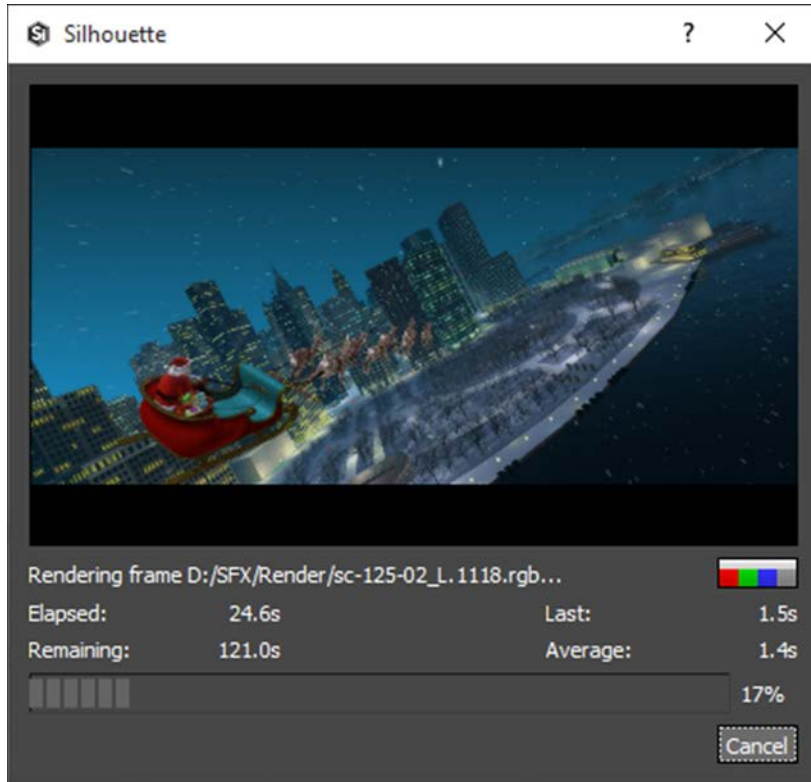 Silhouette ?
Rendering frame D:/SFX/Render/sc-125-02_L.1118.rgb...
Elapsed: 24.6s Last: 1.5s
Remaining: 121.0s Average: 1.4s
17%
Cancel